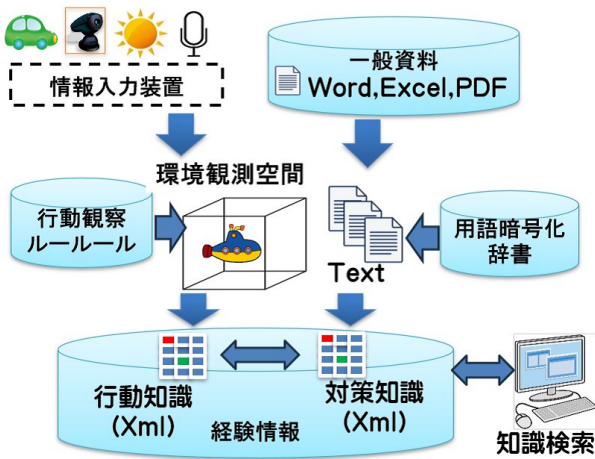 情報入力装置
一般資料
Word,Excel,PDF
環境観測空間
行動観察
ルールール
Text
用語暗号化
辞書
行動知識
(Xml)
対策知識
(Xml)
経験情報
知識検索